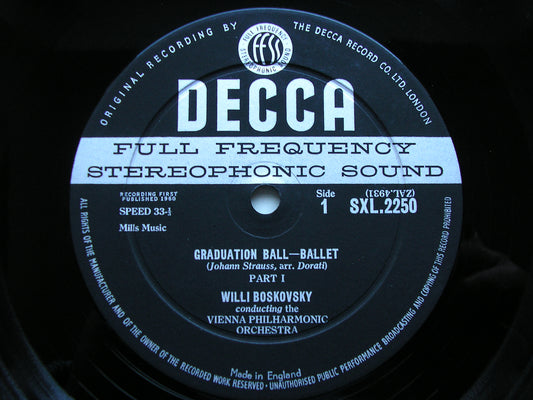 ORIGINAL RECORDING BY THE DECCA RECORD CO. LTD. LONDON
FULL FREQUENCY
ffss
STEREOPHONIC SOUND
DECCA
FULL FREQUENCY
STEREOPHONIC SOUND
RECORDING FIRST
PUBLISHED 1960
SPEED 33⅓
Mills Music
Side
1
(ZAL.4931)
SXL.2250
GRADUATION BALL—BALLET
(Johann Strauss, arr. Dorati)
PART I
WILLI BOSKOVSKY
conducting the
VIENNA PHILHARMONIC
ORCHESTRA
Made in England
ALL RIGHTS OF THE MANUFACTURER AND OF THE OWNER OF THE RECORDED WORK RESERVED · UNAUTHORISED PUBLIC PERFORMANCE BROADCASTING AND COPYING OF THIS RECORD PROHIBITED